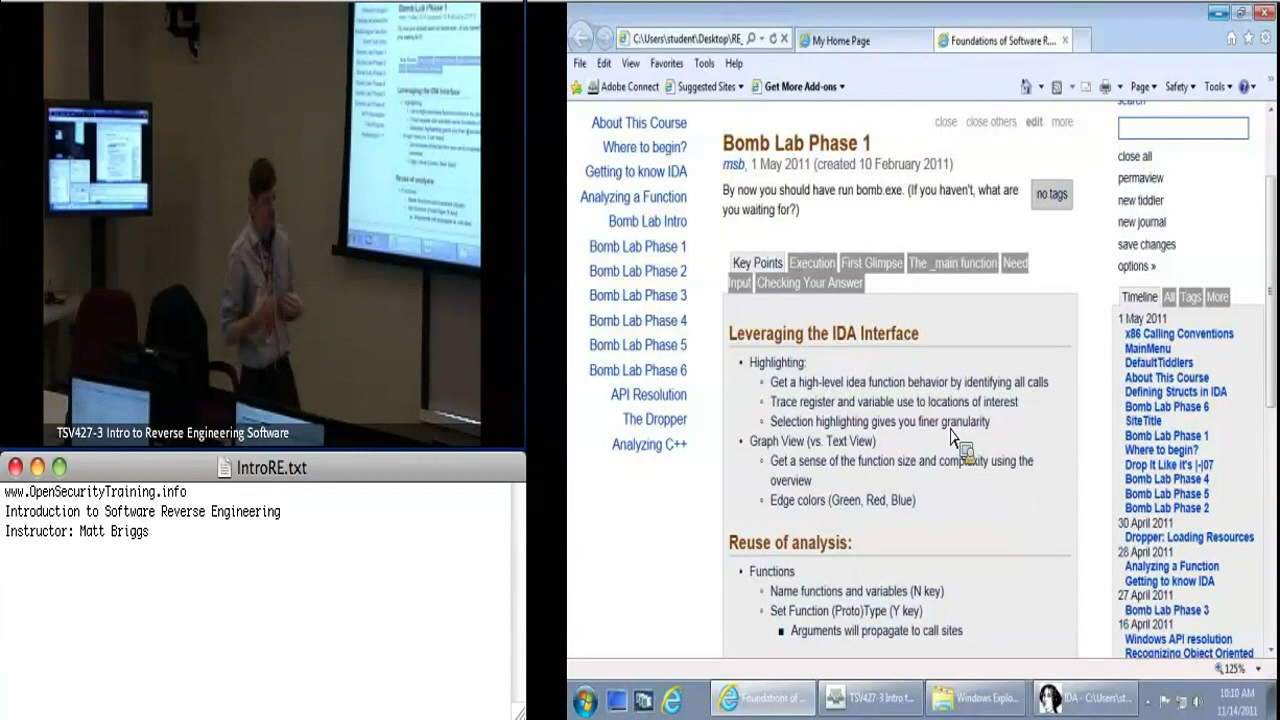 TSV427-3 Intro to Reverse Engineering Software
IntroRE.txt
www.OpenSecurityTraining.info
Introduction to Software Reverse Engineering
Instructor: Matt Briggs
C:\Users\student\Desktop\RE_
My Home Page
Foundations of Software R...
File Edit View Favorites Tools Help
Adobe Connect Suggested Sites Get More Add-ons
Page Safety Tools
About This Course
Where to begin?
Getting to know IDA
Analyzing a Function
Bomb Lab Intro
Bomb Lab Phase 1
Bomb Lab Phase 2
Bomb Lab Phase 3
Bomb Lab Phase 4
Bomb Lab Phase 5
Bomb Lab Phase 6
API Resolution
The Dropper
Analyzing C++
close close others edit more
Bomb Lab Phase 1
msb, 1 May 2011 (created 10 February 2011)
By now you should have run bomb.exe. (If you haven't, what are
you waiting for?)
no tags
Key Points Execution First Glimpse The _main function Need
Input Checking Your Answer
Leveraging the IDA Interface
• Highlighting:
◦ Get a high-level idea function behavior by identifying all calls
◦ Trace register and variable use to locations of interest
◦ Selection highlighting gives you finer granularity
• Graph View (vs. Text View)
◦ Get a sense of the function size and complexity using the
overview
◦ Edge colors (Green, Red, Blue)
Reuse of analysis:
• Functions
◦ Name functions and variables (N key)
◦ Set Function (Proto)Type (Y key)
■ Arguments will propagate to call sites
search
close all
permaview
new tiddler
new journal
save changes
options »
Timeline All Tags More
1 May 2011
x86 Calling Conventions
MainMenu
DefaultTiddlers
About This Course
Defining Structs in IDA
Bomb Lab Phase 6
SiteTitle
Bomb Lab Phase 1
Where to begin?
Drop It Like it's |-|07
Bomb Lab Phase 4
Bomb Lab Phase 5
Bomb Lab Phase 2
30 April 2011
Dropper: Loading Resources
28 April 2011
Analyzing a Function
Getting to know IDA
27 April 2011
Bomb Lab Phase 3
16 April 2011
Windows API resolution
Recognizing Object Oriented
125%
Foundations of ...
TSV427-3 Intro t...
Windows Explo...
IDA - C:\Users\st...
10:10 AM
11/14/2011